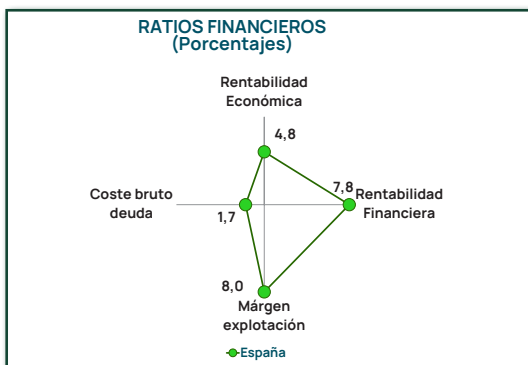 RATIOS FINANCIEROS
(Porcentajes)
Rentabilidad
Económica
4,8
7,8
Rentabilidad
Financiera
Coste bruto
deuda
1,7
8,0
Márgen
explotación
España